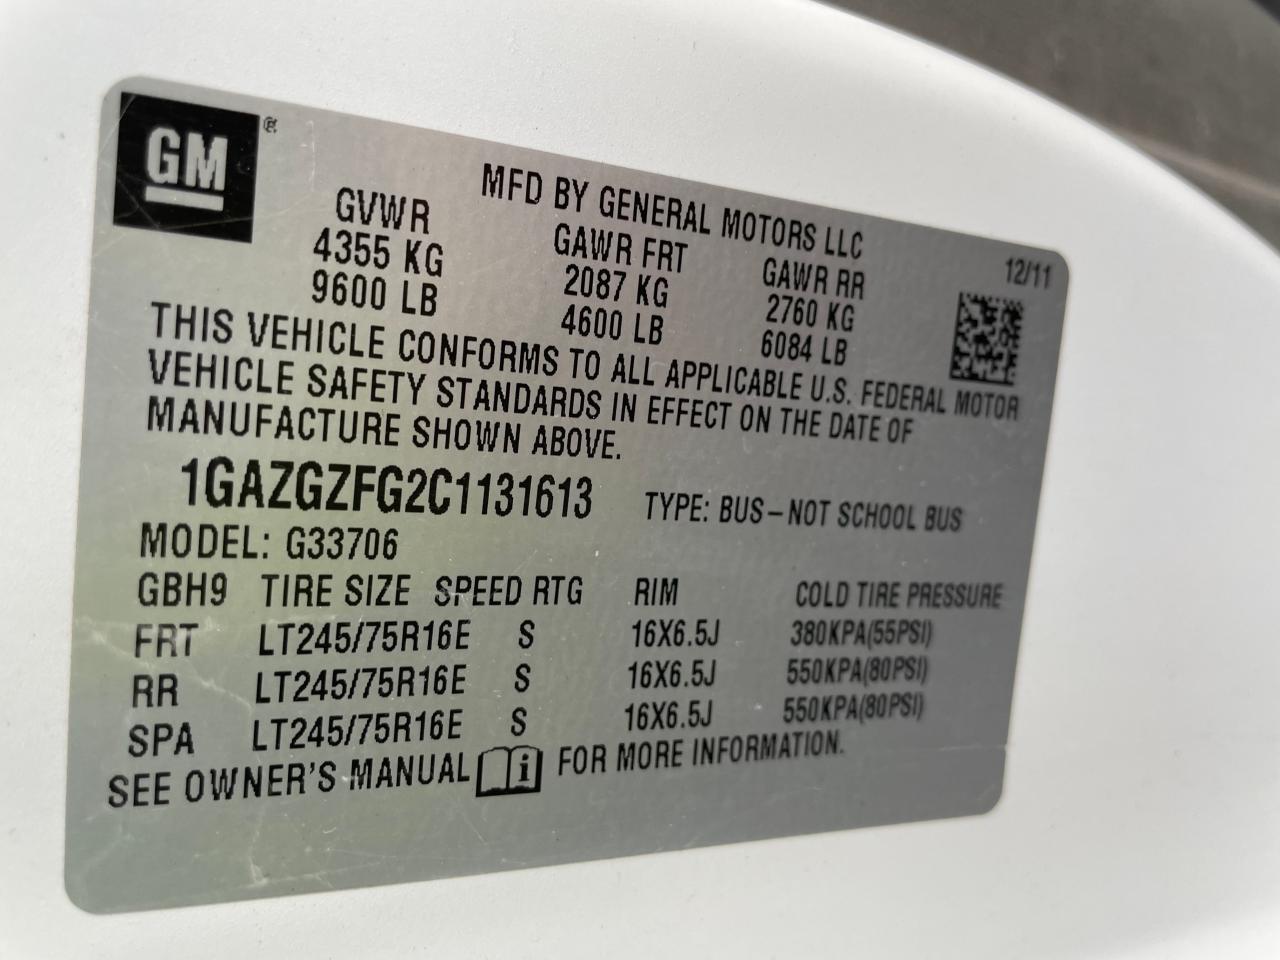 GM
MFD BY GENERAL MOTORS LLC
12/11
GVWR GAWR FRT GAWR RR
4355 KG 2087 KG 2760 KG
9600 LB 4600 LB 6084 LB
THIS VEHICLE CONFORMS TO ALL APPLICABLE U.S. FEDERAL MOTOR
VEHICLE SAFETY STANDARDS IN EFFECT ON THE DATE OF
MANUFACTURE SHOWN ABOVE.
1GAZGZFG2C1131613 TYPE: BUS – NOT SCHOOL BUS
MODEL: G33706
GBH9 TIRE SIZE SPEED RTG RIM COLD TIRE PRESSURE
FRT LT245/75R16E S 16X6.5J 380KPA(55PSI)
RR LT245/75R16E S 16X6.5J 550KPA(80PSI)
SPA LT245/75R16E S 16X6.5J 550KPA(80PSI)
SEE OWNER'S MANUAL i FOR MORE INFORMATION.